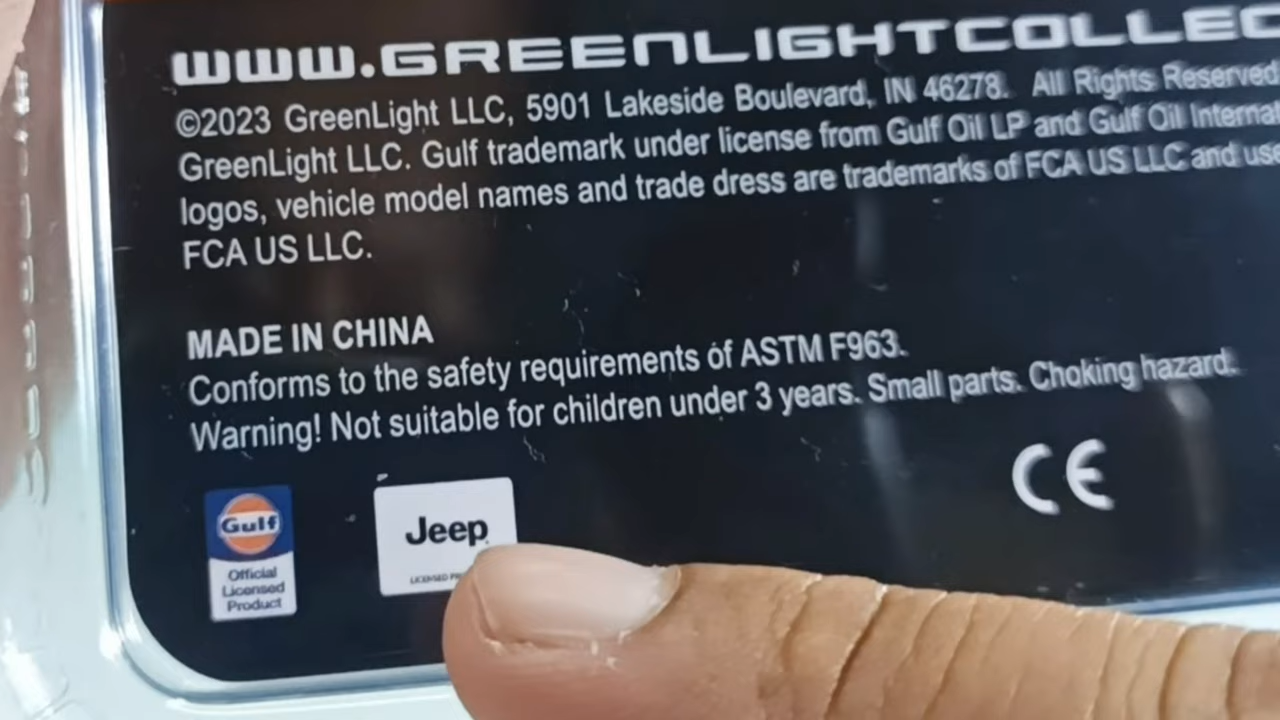 WWW.GREENLIGHTCOLLEC
©2023 GreenLight LLC, 5901 Lakeside Boulevard, IN 46278. All Rights Reserved
GreenLight LLC. Gulf trademark under license from Gulf Oil LP and Gulf Oil Internat
logos, vehicle model names and trade dress are trademarks of FCA US LLC and use
FCA US LLC.
MADE IN CHINA
Conforms to the safety requirements of ASTM F963.
Warning! Not suitable for children under 3 years. Small parts. Choking hazard.
CE
Gulf
Official
Licensed
Product
Jeep
LICENSED